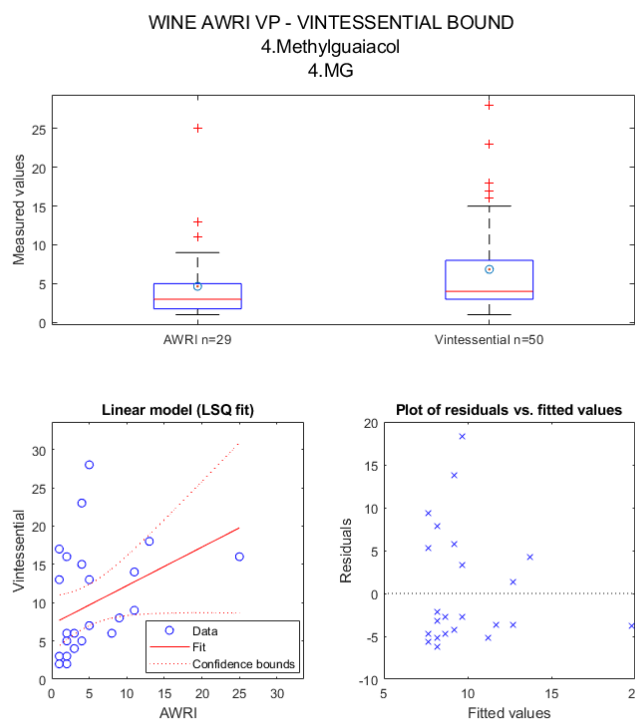 WINE AWRI VP - VINTESSENTIAL BOUND
4.Methylguaiacol
4.MG
25
20
15
10
5
0
Measured values
AWRI n=29
Vintessential n=50
Linear model (LSQ fit)
30
25
20
15
10
5
0
Vintessential
0
5
10
15
20
25
30
AWRI
Data
Fit
Confidence bounds
Plot of residuals vs. fitted values
20
15
10
5
0
-5
-10
Residuals
5
10
15
Fitted values